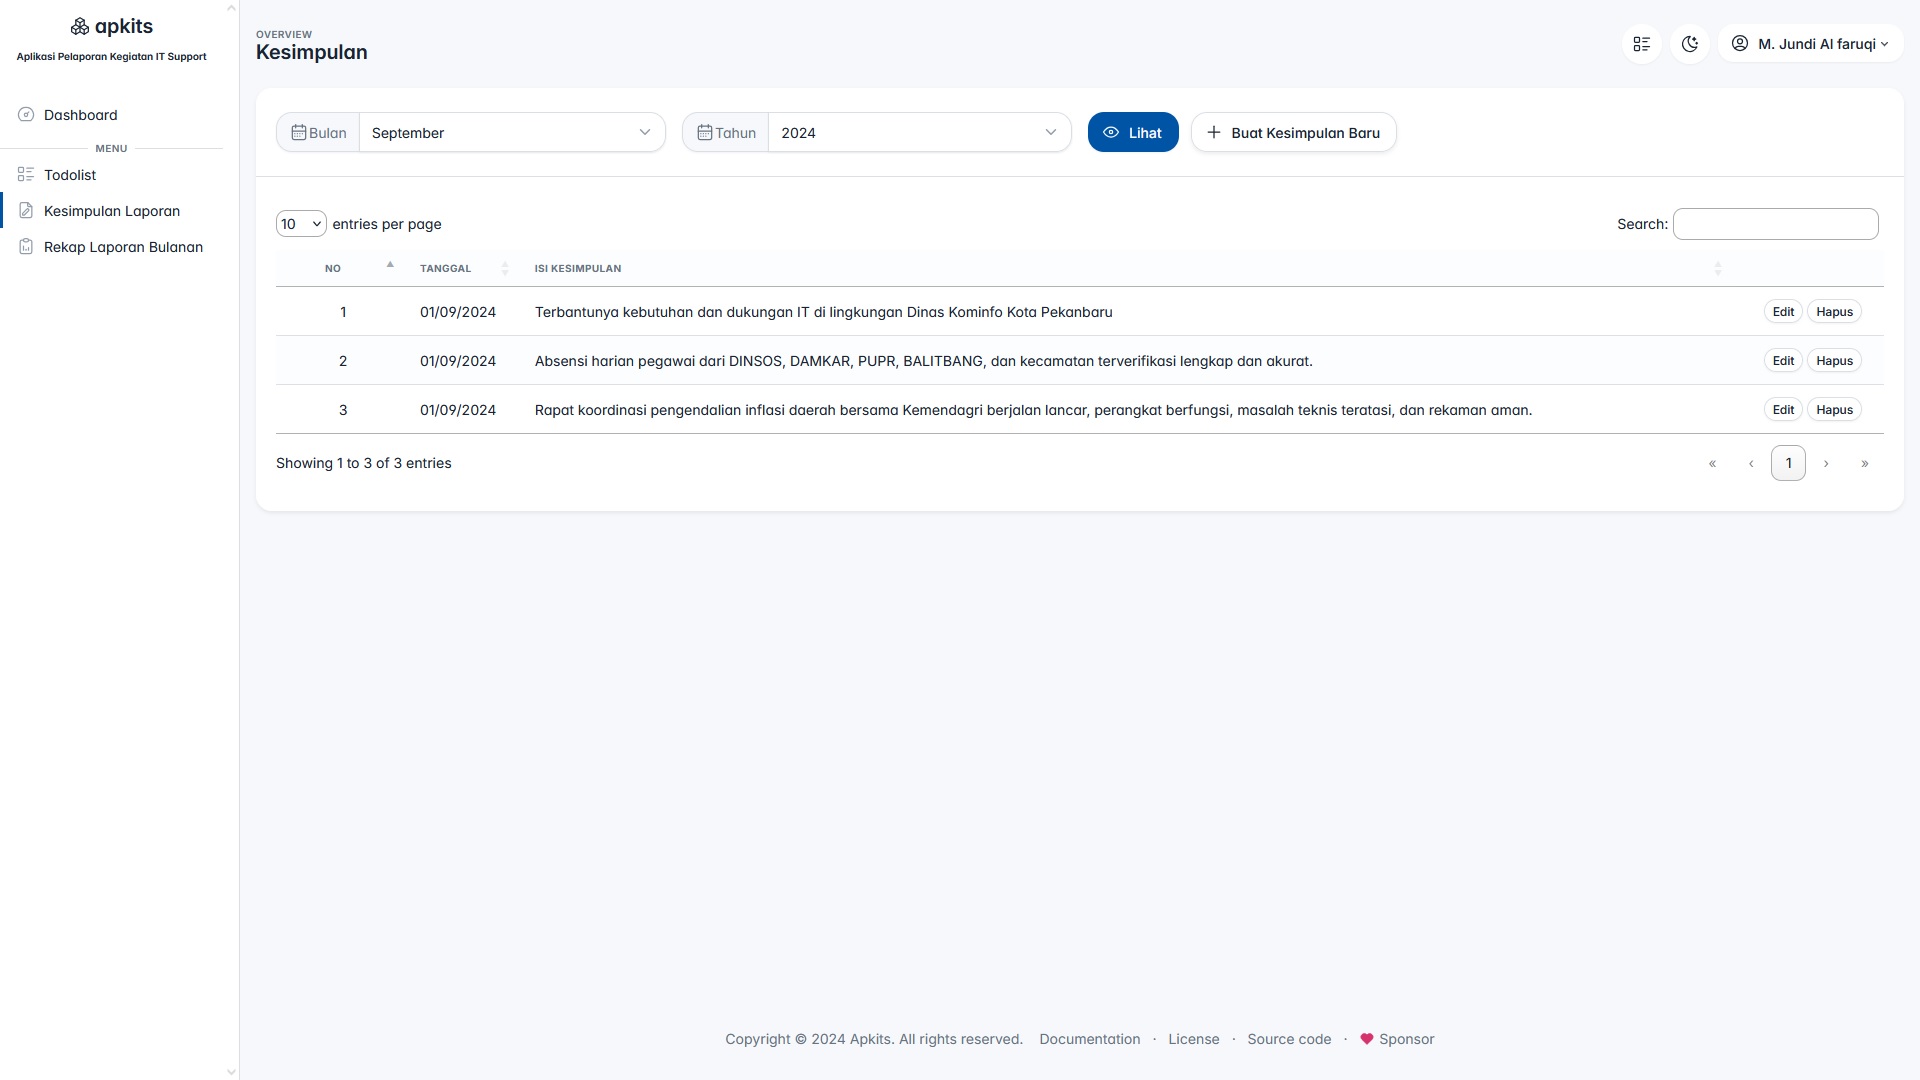 apkits
Aplikasi Pelaporan Kegiatan IT Support
Dashboard
MENU
Todolist
Kesimpulan Laporan
Rekap Laporan Bulanan
OVERVIEW
Kesimpulan
M. Jundi Al faruqi
Bulan September Tahun 2024 Lihat Buat Kesimpulan Baru
10 entries per page Search:
NO TANGGAL ISI KESIMPULAN
1 01/09/2024 Terbantunya kebutuhan dan dukungan IT di lingkungan Dinas Kominfo Kota Pekanbaru Edit Hapus
2 01/09/2024 Absensi harian pegawai dari DINSOS, DAMKAR, PUPR, BALITBANG, dan kecamatan terverifikasi lengkap dan akurat. Edit Hapus
3 01/09/2024 Rapat koordinasi pengendalian inflasi daerah bersama Kemendagri berjalan lancar, perangkat berfungsi, masalah teknis teratasi, dan rekaman aman. Edit Hapus
Showing 1 to 3 of 3 entries « ‹ 1 › »
Copyright © 2024 Apkits. All rights reserved. Documentation · License · Source code · Sponsor